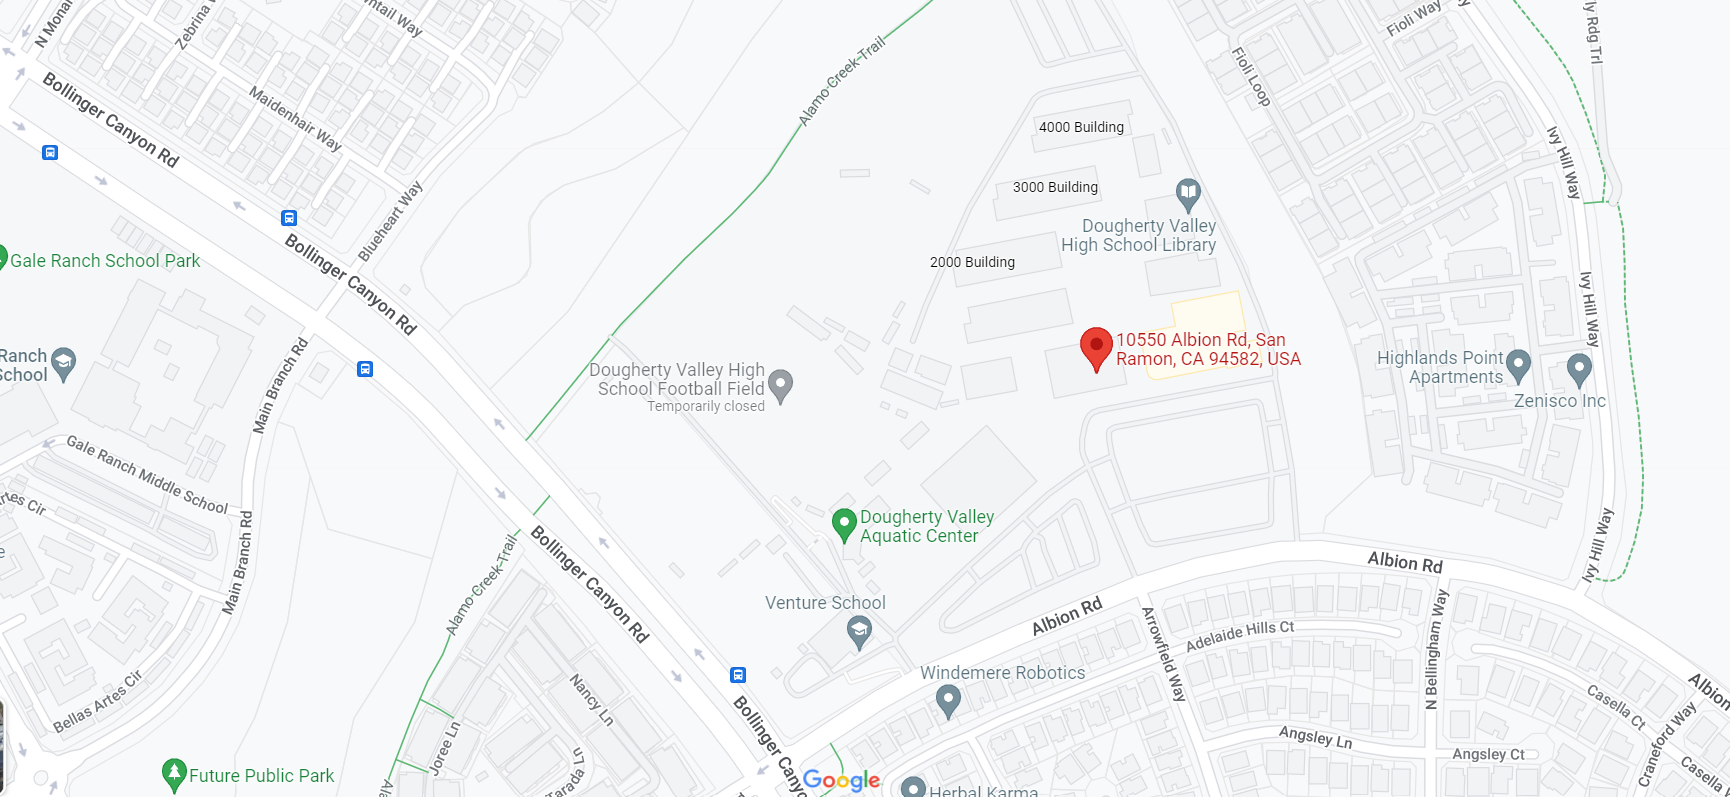 N Monar
Zebrina W
ntail Way
Bollinger Canyon Rd
Maidenhair Way
Blueheart Way
Alamo Creek Trail
Fioli Way
Fioli Loop
ly Rdg Trl
Ivy Hill Way
4000 Building
3000 Building
Dougherty Valley
High School Library
2000 Building
Gale Ranch School Park
Bollinger Canyon Rd
Ivy Hill Way
10550 Albion Rd, San
Ramon, CA 94582, USA
Ranch
School
Main Branch Rd
Dougherty Valley High
School Football Field
Temporarily closed
Highlands Point
Apartments
Zenisco Inc
Gale Ranch Middle School
rtes Cir
Main Branch Rd
Dougherty Valley
Aquatic Center
Bollinger Canyon Rd
Alamo Creek Trail
Ivy Hill Way
Albion Rd
Albion Rd
Venture School
Arrowfield Way
Adelaide Hills Ct
N Bellingham Way
Windemere Robotics
Bellas Artes Cir
Nancy Ln
Bollinger Canyo
Casella Ct
Albion
Craneford Way
Joree Ln
Tarada Ln
Angsley Ln
Angsley Ct
Casella
Future Public Park
Google
Herbal Karma